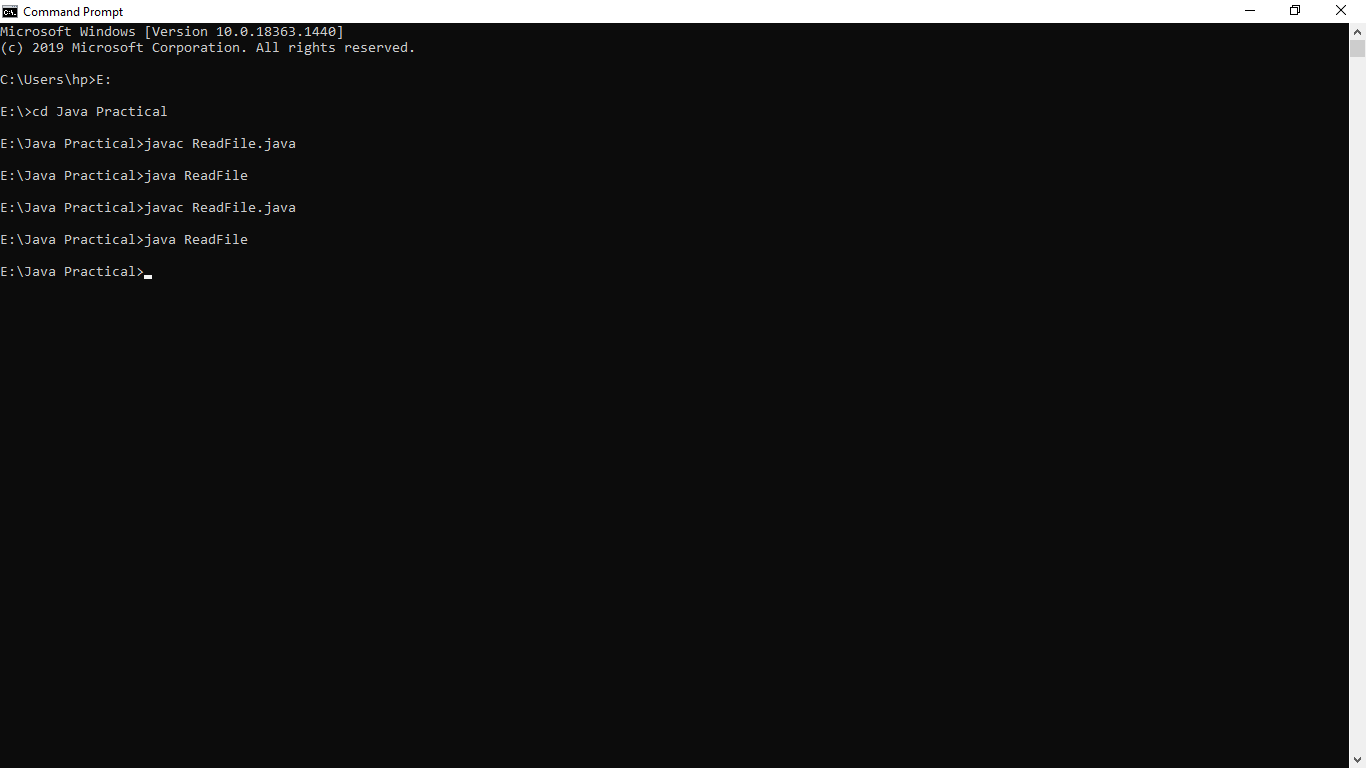 Command Prompt
Microsoft Windows [Version 10.0.18363.1440]
(c) 2019 Microsoft Corporation. All rights reserved.
C:\Users\hp>E:
E:\>cd Java Practical
E:\Java Practical>javac ReadFile.java
E:\Java Practical>java ReadFile
E:\Java Practical>javac ReadFile.java
E:\Java Practical>java ReadFile
E:\Java Practical>